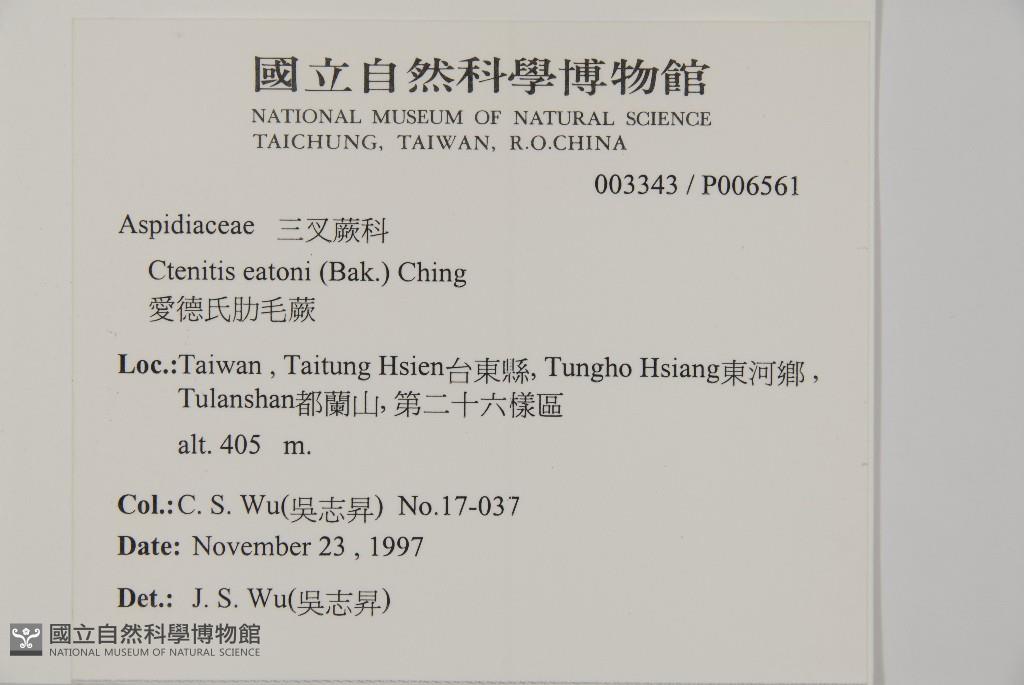 國立自然科學博物館
NATIONAL MUSEUM OF NATURAL SCIENCE
TAICHUNG, TAIWAN, R.O.CHINA
003343 / P006561
Aspidiaceae 三叉蕨科
Ctenitis eatoni (Bak.) Ching
愛德氏肋毛蕨
Loc.:Taiwan , Taitung Hsien台東縣, Tungho Hsiang東河鄉 ,
Tulanshan都蘭山, 第二十六樣區
alt. 405 m.
Col.: C. S. Wu(吳志昇) No.17-037
Date: November 23 , 1997
Det.: J. S. Wu(吳志昇)
國立自然科學博物館
NATIONAL MUSEUM OF NATURAL SCIENCE